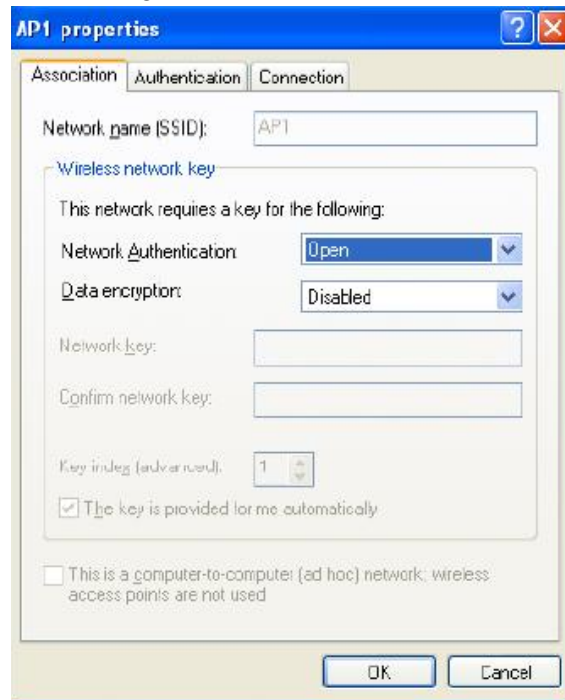 AP1 properties
Association Authentication Connection
Network name (SSID): AP1
Wireless network key
This network requires a key for the following:
Network Authentication: Open
Data encryption: Disabled
Network key:
Confirm network key:
Key index (advanced): 1
The key is provided for me automatically
This is a computer-to-computer (ad hoc) network; wireless
access points are not used
OK Cancel